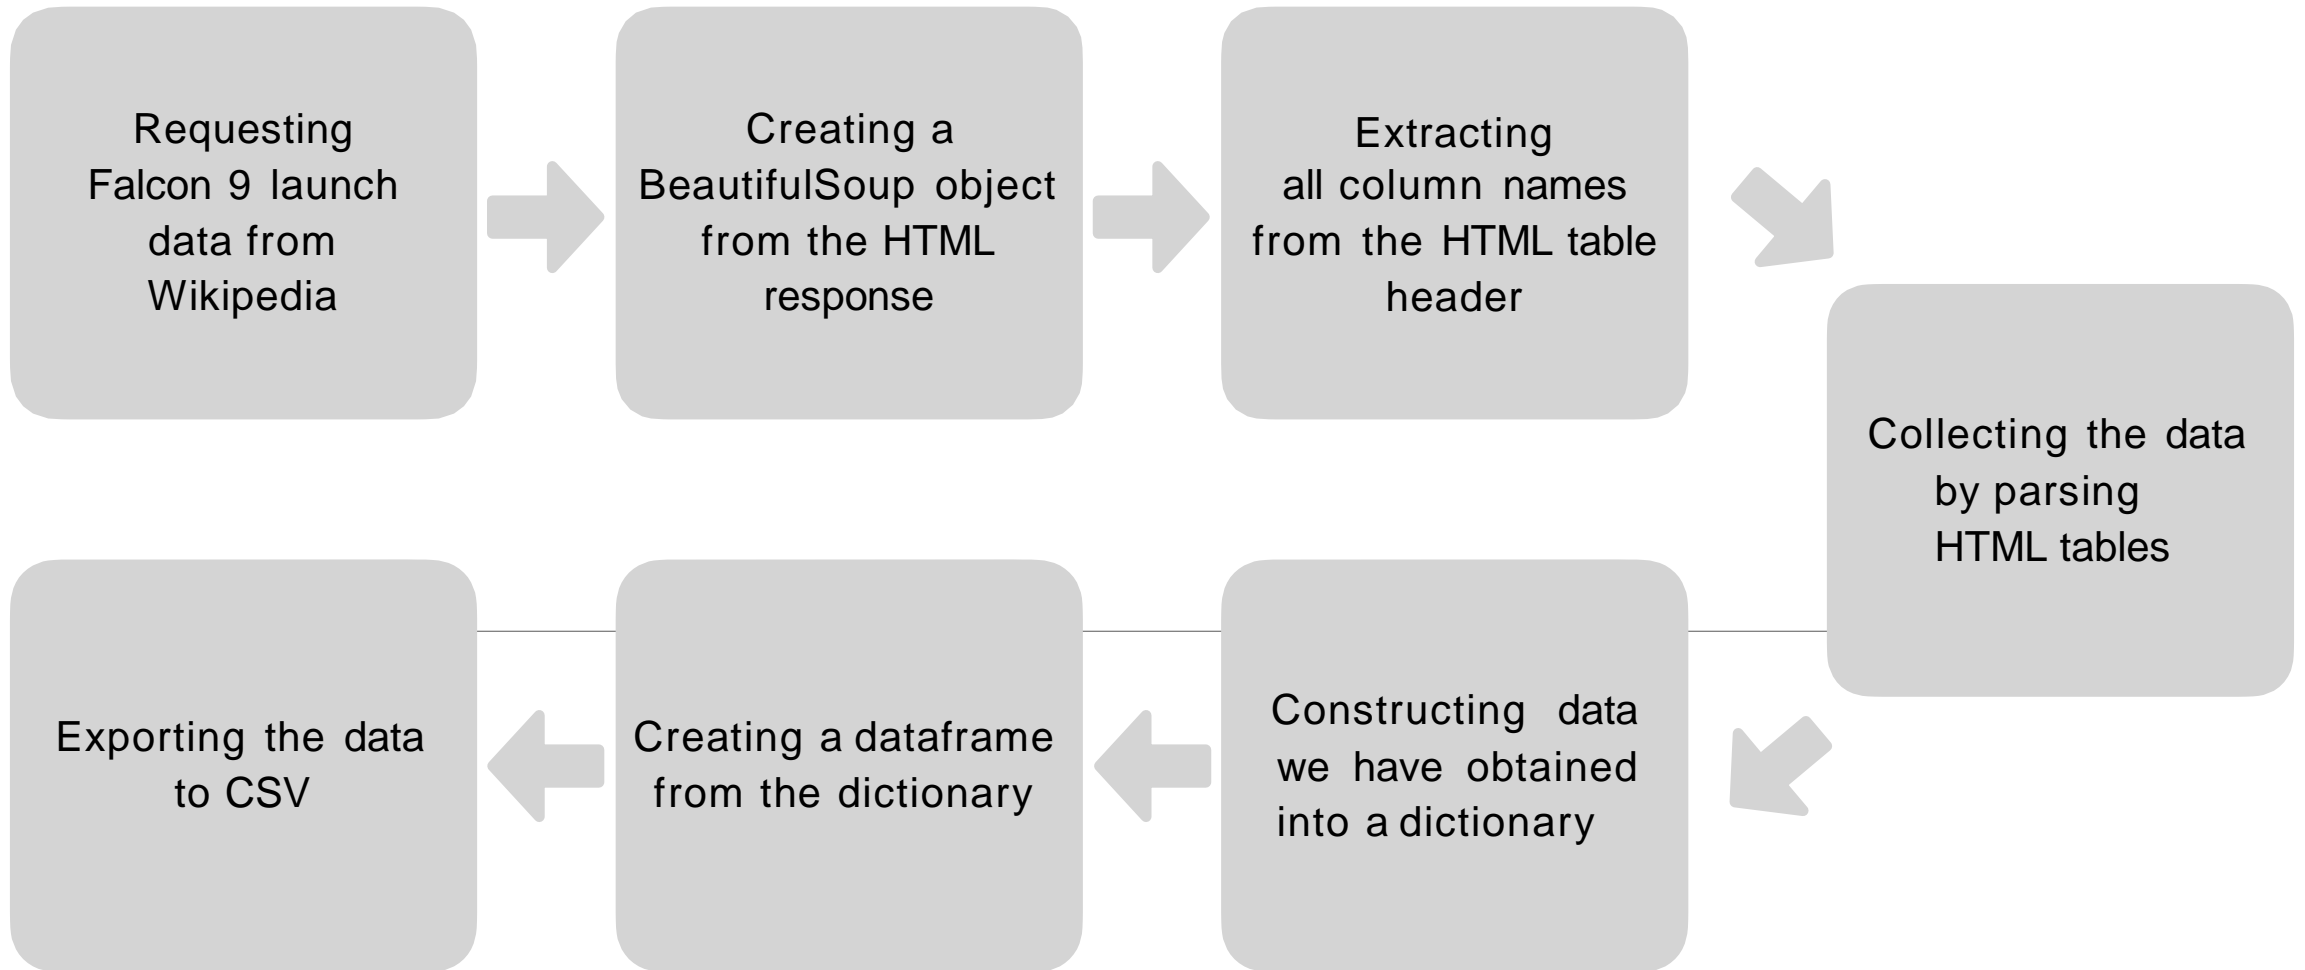 Requesting
Falcon 9 launch
data from
Wikipedia
Creating a
BeautifulSoup object
from the HTML
response
Extracting
all column names
from the HTML table
header
Collecting the data
by parsing
HTML tables
Constructing data
we have obtained
into a dictionary
Creating a dataframe
from the dictionary
Exporting the data
to CSV